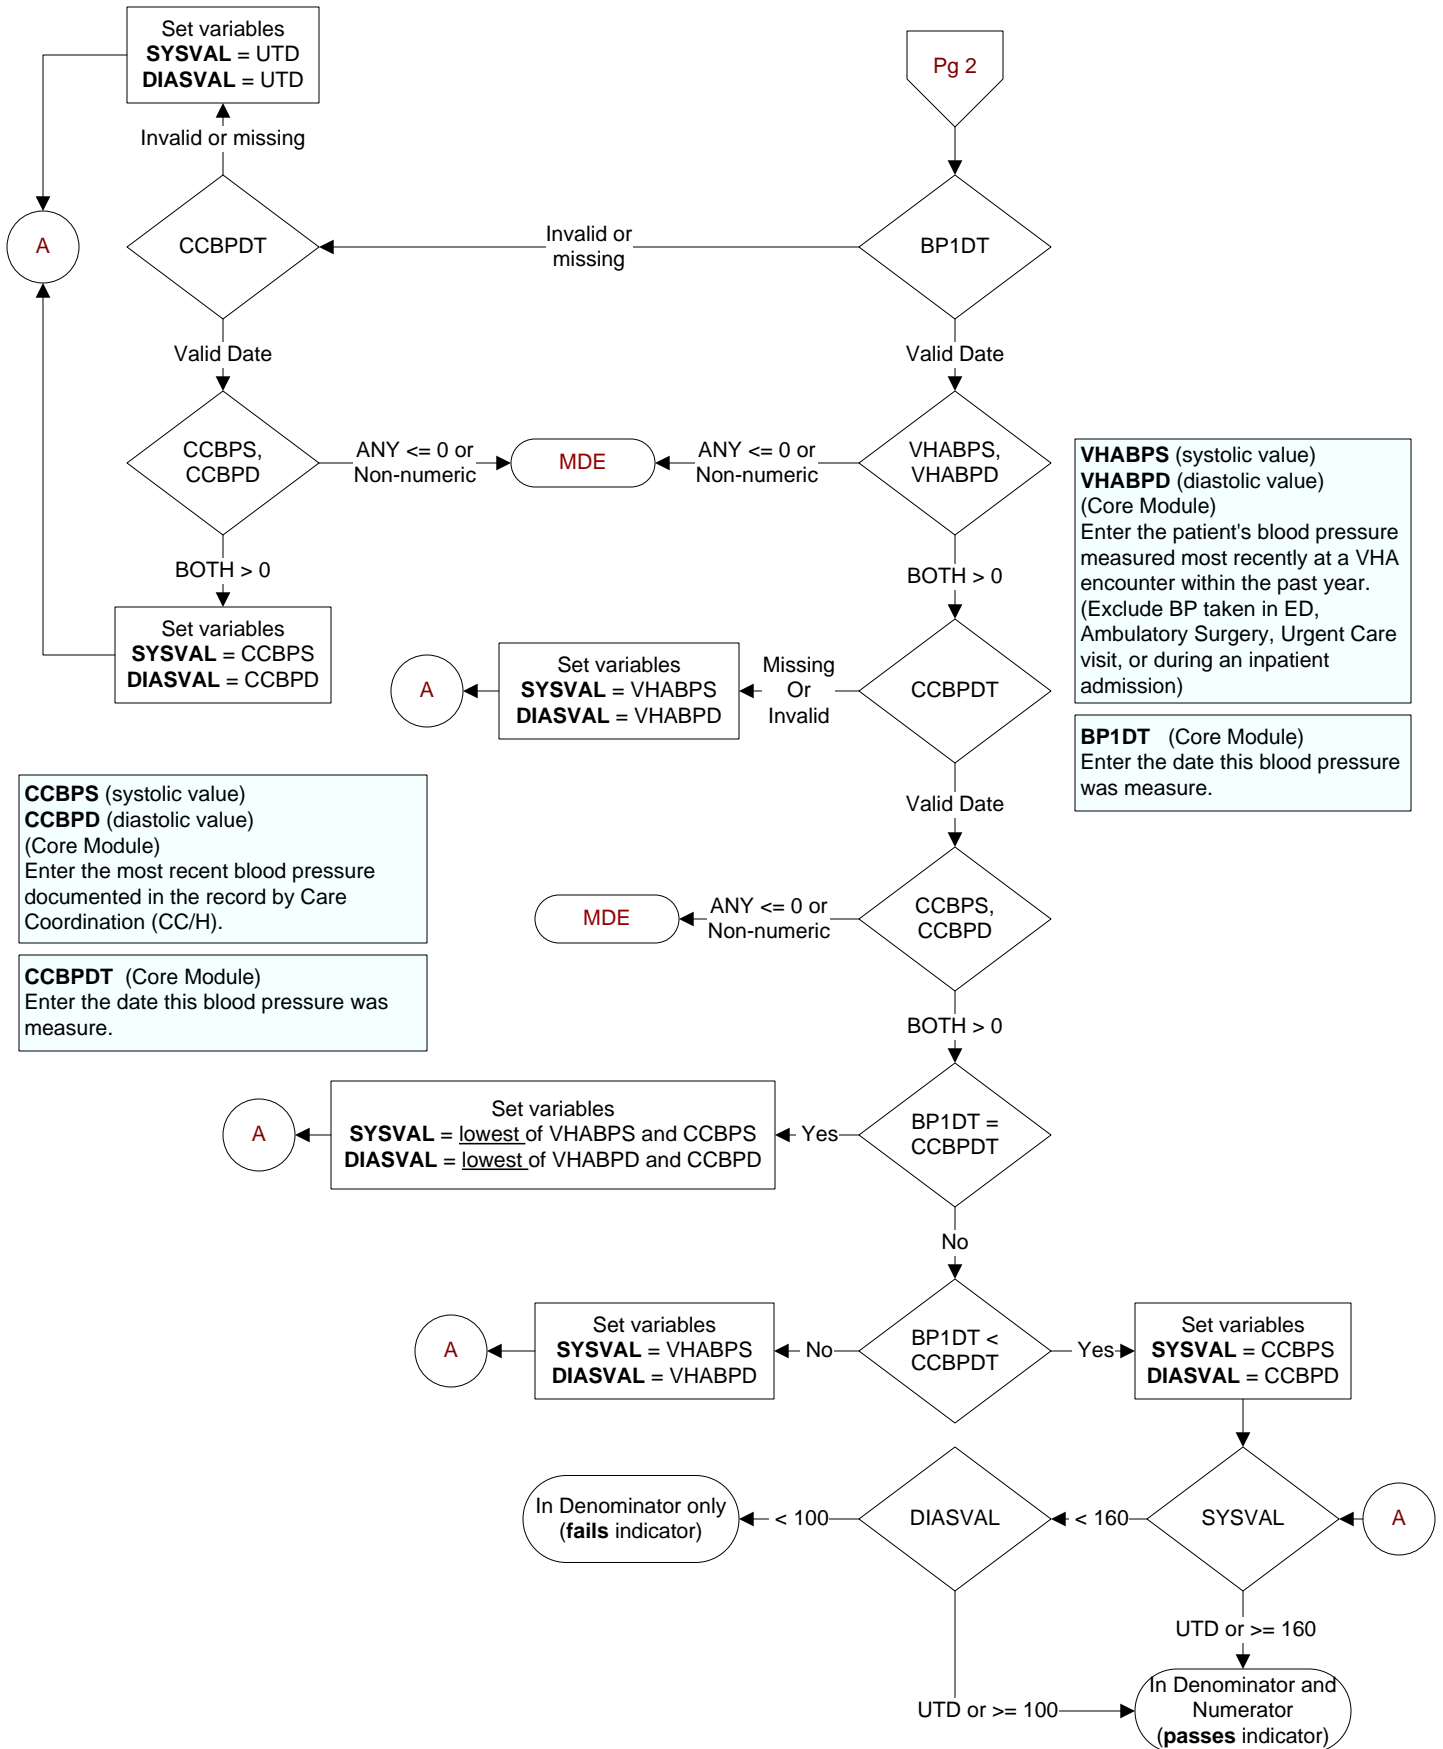 Set variables
SYSVAL = UTD
DIASVAL = UTD
Pg 2
Invalid or missing
A
CCBPDT
Invalid or
missing
BP1DT
Valid Date
Valid Date
CCBPS,
CCBPD
ANY <= 0 or
Non-numeric
MDE
ANY <= 0 or
Non-numeric
VHABPS,
VHABPD
VHABPS (systolic value)
VHABPD (diastolic value)
(Core Module)
Enter the patient's blood pressure
measured most recently at a VHA
encounter within the past year.
(Exclude BP taken in ED,
Ambulatory Surgery, Urgent Care
visit, or during an inpatient
admission)
BOTH > 0
BOTH > 0
Set variables
SYSVAL = CCBPS
DIASVAL = CCBPD
A
Set variables
SYSVAL = VHABPS
DIASVAL = VHABPD
Missing
Or
Invalid
CCBPDT
BP1DT (Core Module)
Enter the date this blood pressure
was measure.
CCBPS (systolic value)
CCBPD (diastolic value)
(Core Module)
Enter the most recent blood pressure
documented in the record by Care
Coordination (CC/H).
Valid Date
MDE
ANY <= 0 or
Non-numeric
CCBPS,
CCBPD
CCBPDT (Core Module)
Enter the date this blood pressure was
measure.
BOTH > 0
A
Set variables
SYSVAL = lowest of VHABPS and CCBPS
DIASVAL = lowest of VHABPD and CCBPD
Yes
BP1DT =
CCBPDT
No
A
Set variables
SYSVAL = VHABPS
DIASVAL = VHABPD
No
BP1DT <
CCBPDT
Yes
Set variables
SYSVAL = CCBPS
DIASVAL = CCBPD
In Denominator only
(fails indicator)
< 100
DIASVAL
< 160
SYSVAL
A
UTD or >= 160
UTD or >= 100
In Denominator and
Numerator
(passes indicator)